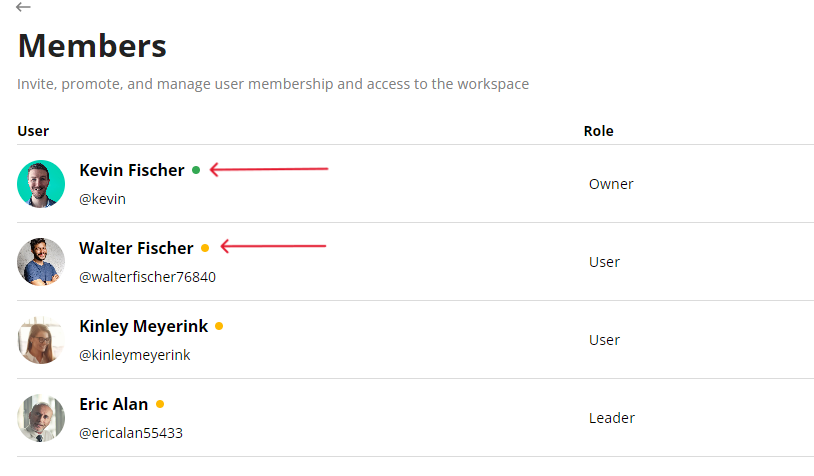 Members
Invite, promote, and manage user membership and access to the workspace
User Role
Kevin Fischer
@kevin
Owner
Walter Fischer
@walterfischer76840
User
Kinley Meyerink
@kinleymeyerink
User
Eric Alan
@ericalan55433
Leader